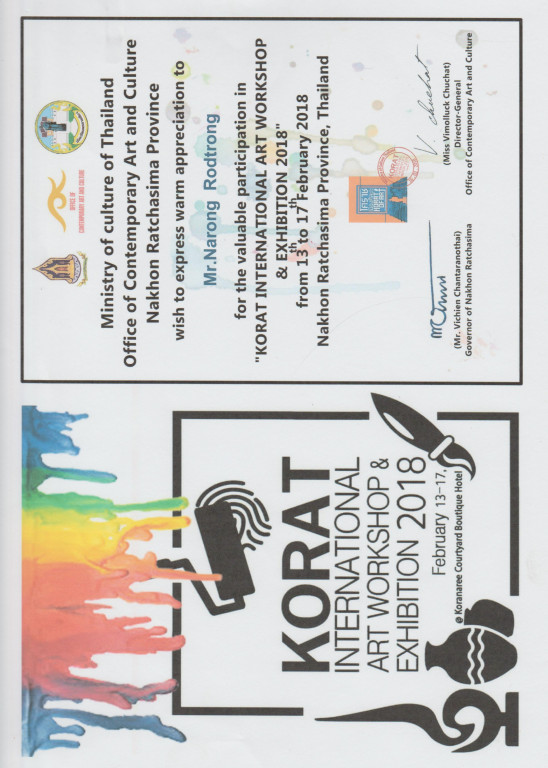 KORAT
INTERNATIONAL
ART WORKSHOP &
EXHIBITION 2018
February 13-17,
@ Koranaree Courtyard Boutique Hotel
OFFICE OF
CONTEMPORARY ART AND CULTURE
Ministry of culture of Thailand
Office of Contemporary Art and Culture
Nakhon Ratchasima Province
wish to express warm appreciation to
Mr.Narong Rodtrong
for the valuable participation in
"KORAT INTERNATIONAL ART WORKSHOP
& EXHIBITION 2018"
from 13th to 17th February 2018
Nakhon Ratchasima Province, Thailand
(Mr. Vichien Chantaranothai)
Governor of Nakhon Ratchasima
V. Chuchat
(Miss Vimolluck Chuchat)
Director-General
Office of Contemporary Art and Culture